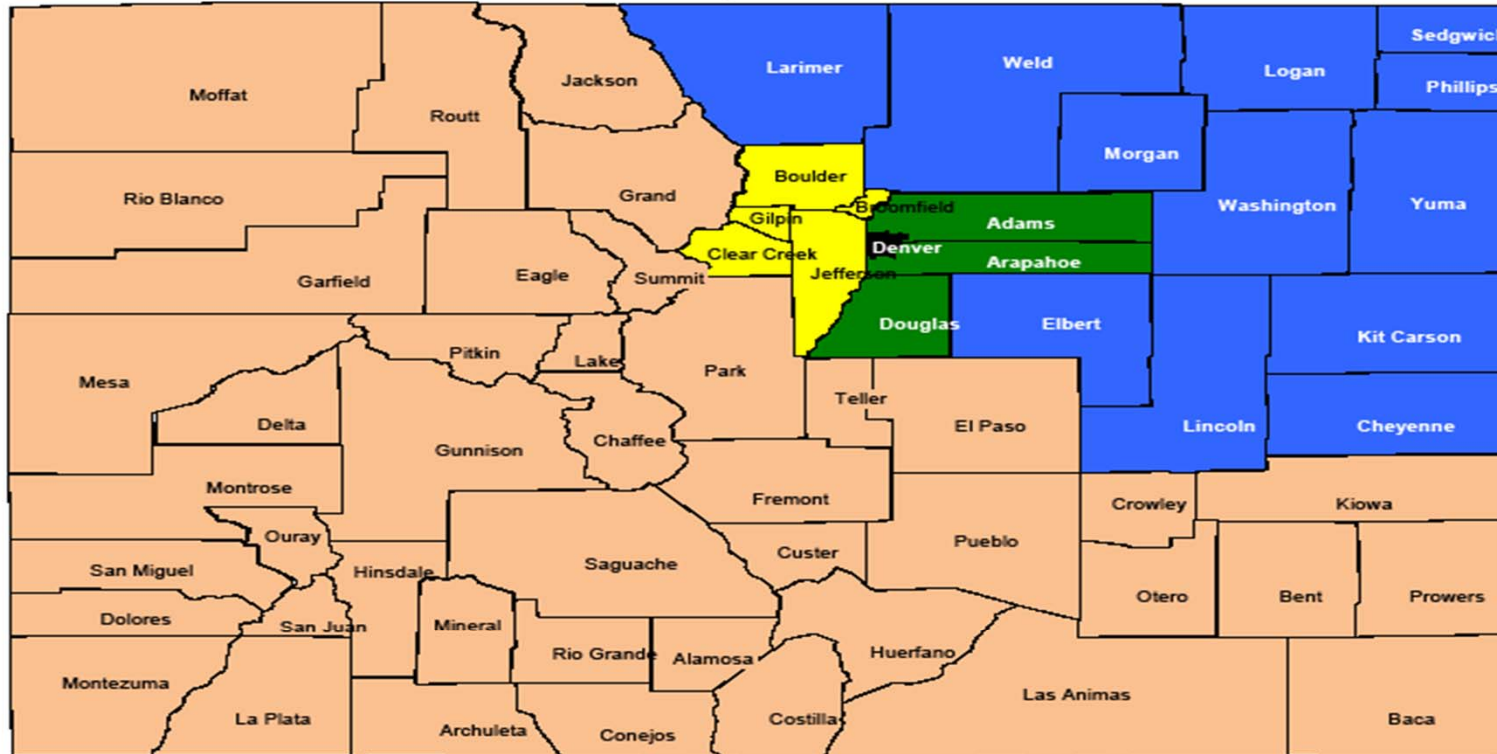 Sedgwick
Larimer
Weld
Logan
Jackson
Phillips
Moffat
Routt
Morgan
Boulder
Rio Blanco
Grand
Gilpin
Broomfield
Washington
Yuma
Adams
Denver
Clear Creek
Arapahoe
Eagle
Summit
Jefferson
Garfield
Douglas
Elbert
Kit Carson
Pitkin
Lake
Park
Mesa
Teller
Delta
Chaffee
El Paso
Lincoln
Cheyenne
Gunnison
Montrose
Fremont
Crowley
Kiowa
Ouray
Custer
Pueblo
San Miguel
Hinsdale
Saguache
Otero
Bent
Prowers
Dolores
San Juan
Mineral
Rio Grande
Alamosa
Huerfano
Montezuma
Las Animas
La Plata
Costilla
Baca
Archuleta
Conejos